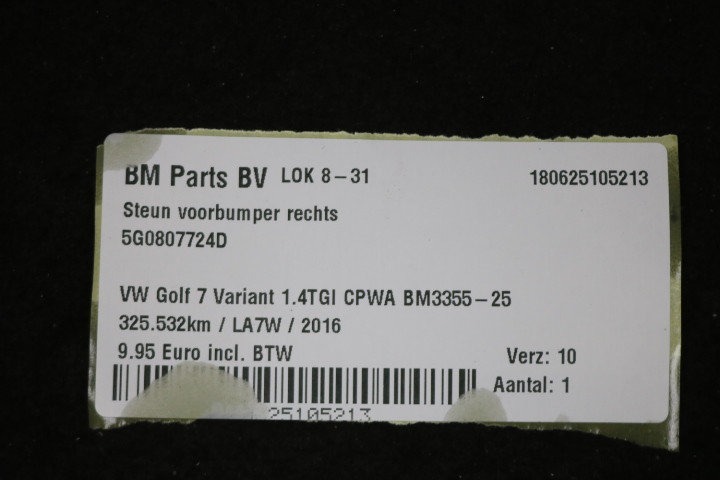 BM Parts BV LOK 8-31 180625105213
Steun voorbumper rechts
5G0807724D
VW Golf 7 Variant 1.4TGI CPWA BM3355-25
325.532km / LA7W / 2016
9.95 Euro incl. BTW Verz: 10
Aantal: 1
25105213